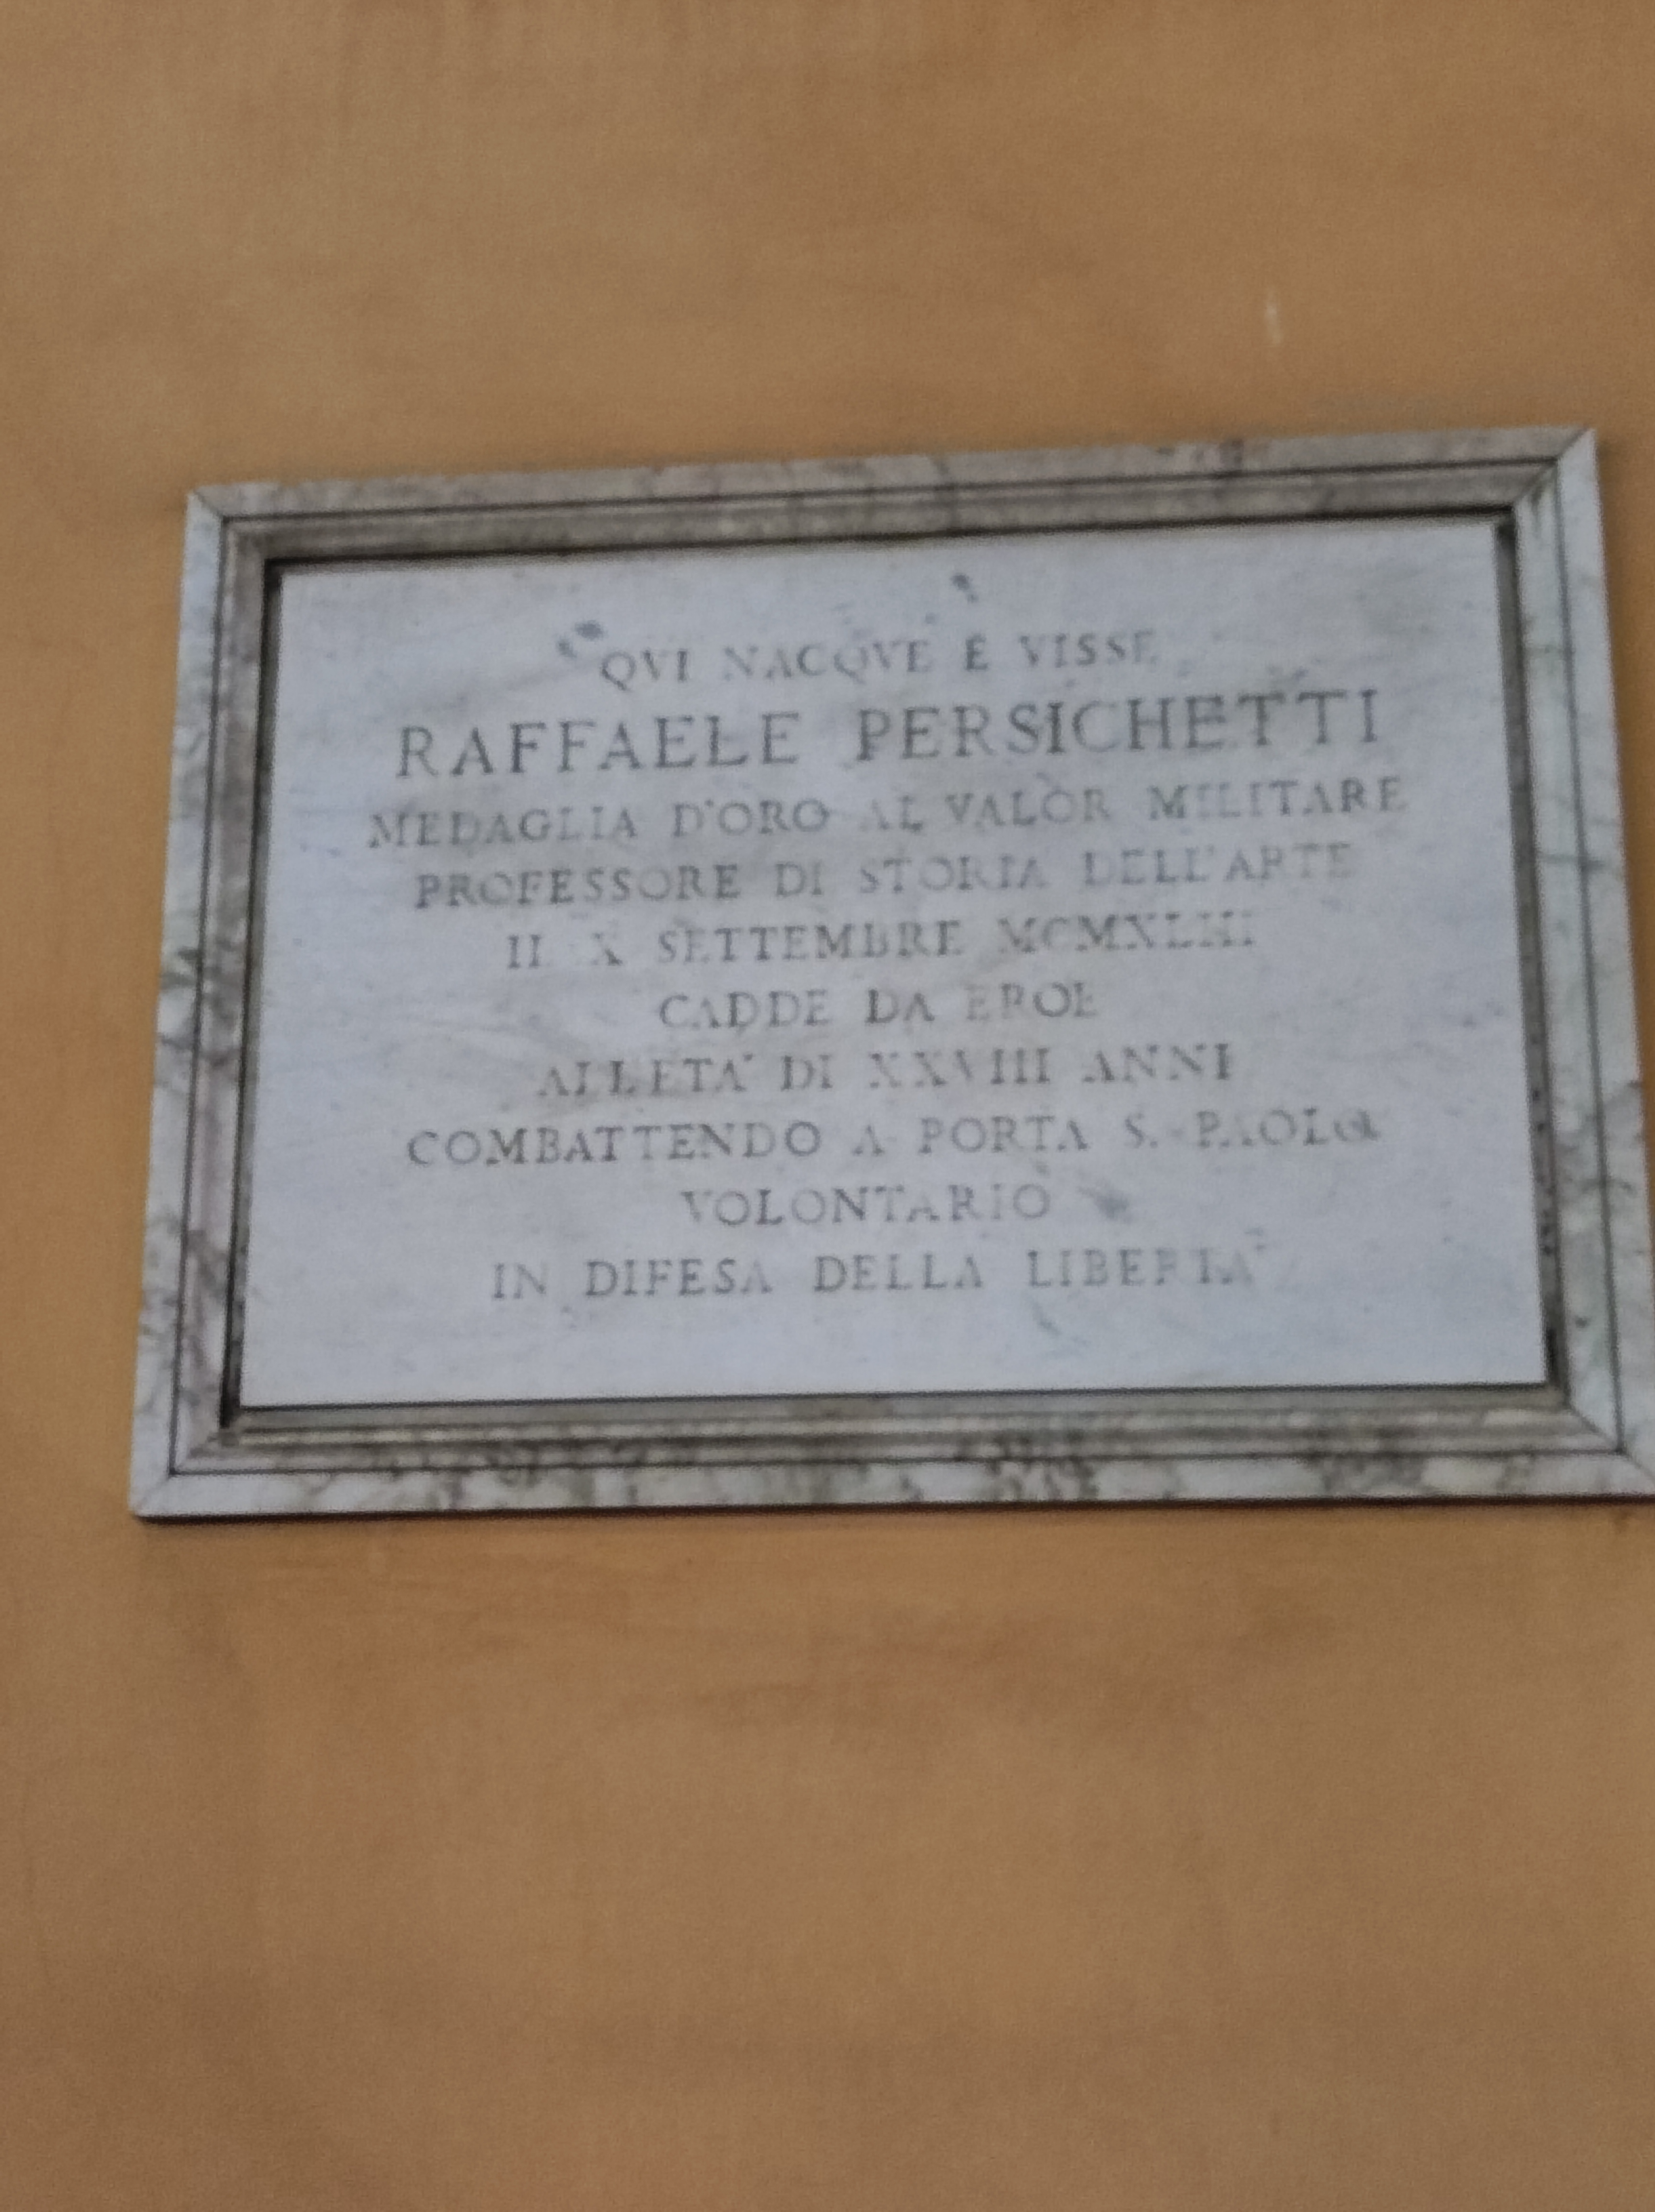 QVI NACQVE E VISSE
RAFFAELE PERSICHETTI
MEDAGLIA D'ORO AL VALOR MILITARE
PROFESSORE DI STORIA DELL'ARTE
IL X SETTEMBRE MCMXLIII
CADDE DA EROE
ALL'ETA' DI XXVIII ANNI
COMBATTENDO A PORTA S. PAOLO
VOLONTARIO
IN DIFESA DELLA LIBERTA'